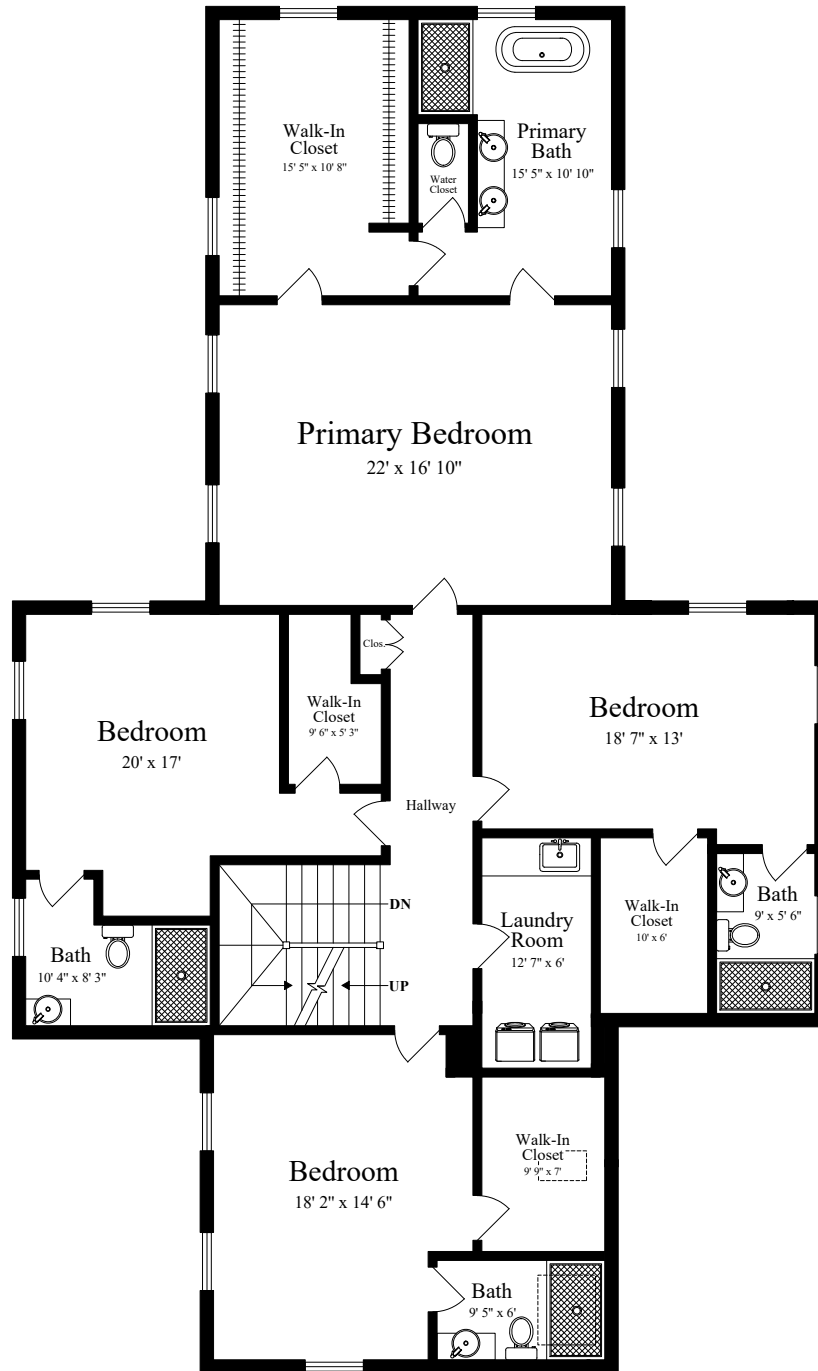 Walk-In
Closet
15' 5" x 10' 8"
Primary
Bath
15' 5" x 10' 10"
Water
Closet
Primary Bedroom
22' x 16' 10"
Clos.
Walk-In
Closet
9' 6" x 5' 3"
Bedroom
20' x 17'
Bedroom
18' 7" x 13'
Hallway
DN
UP
Laundry
Room
12' 7" x 6'
Walk-In
Closet
10' x 6'
Bath
9' x 5' 6"
Bath
10' 4" x 8' 3"
Bedroom
18' 2" x 14' 6"
Walk-In
Closet
9' 9" x 7'
Bath
9' 5" x 6'